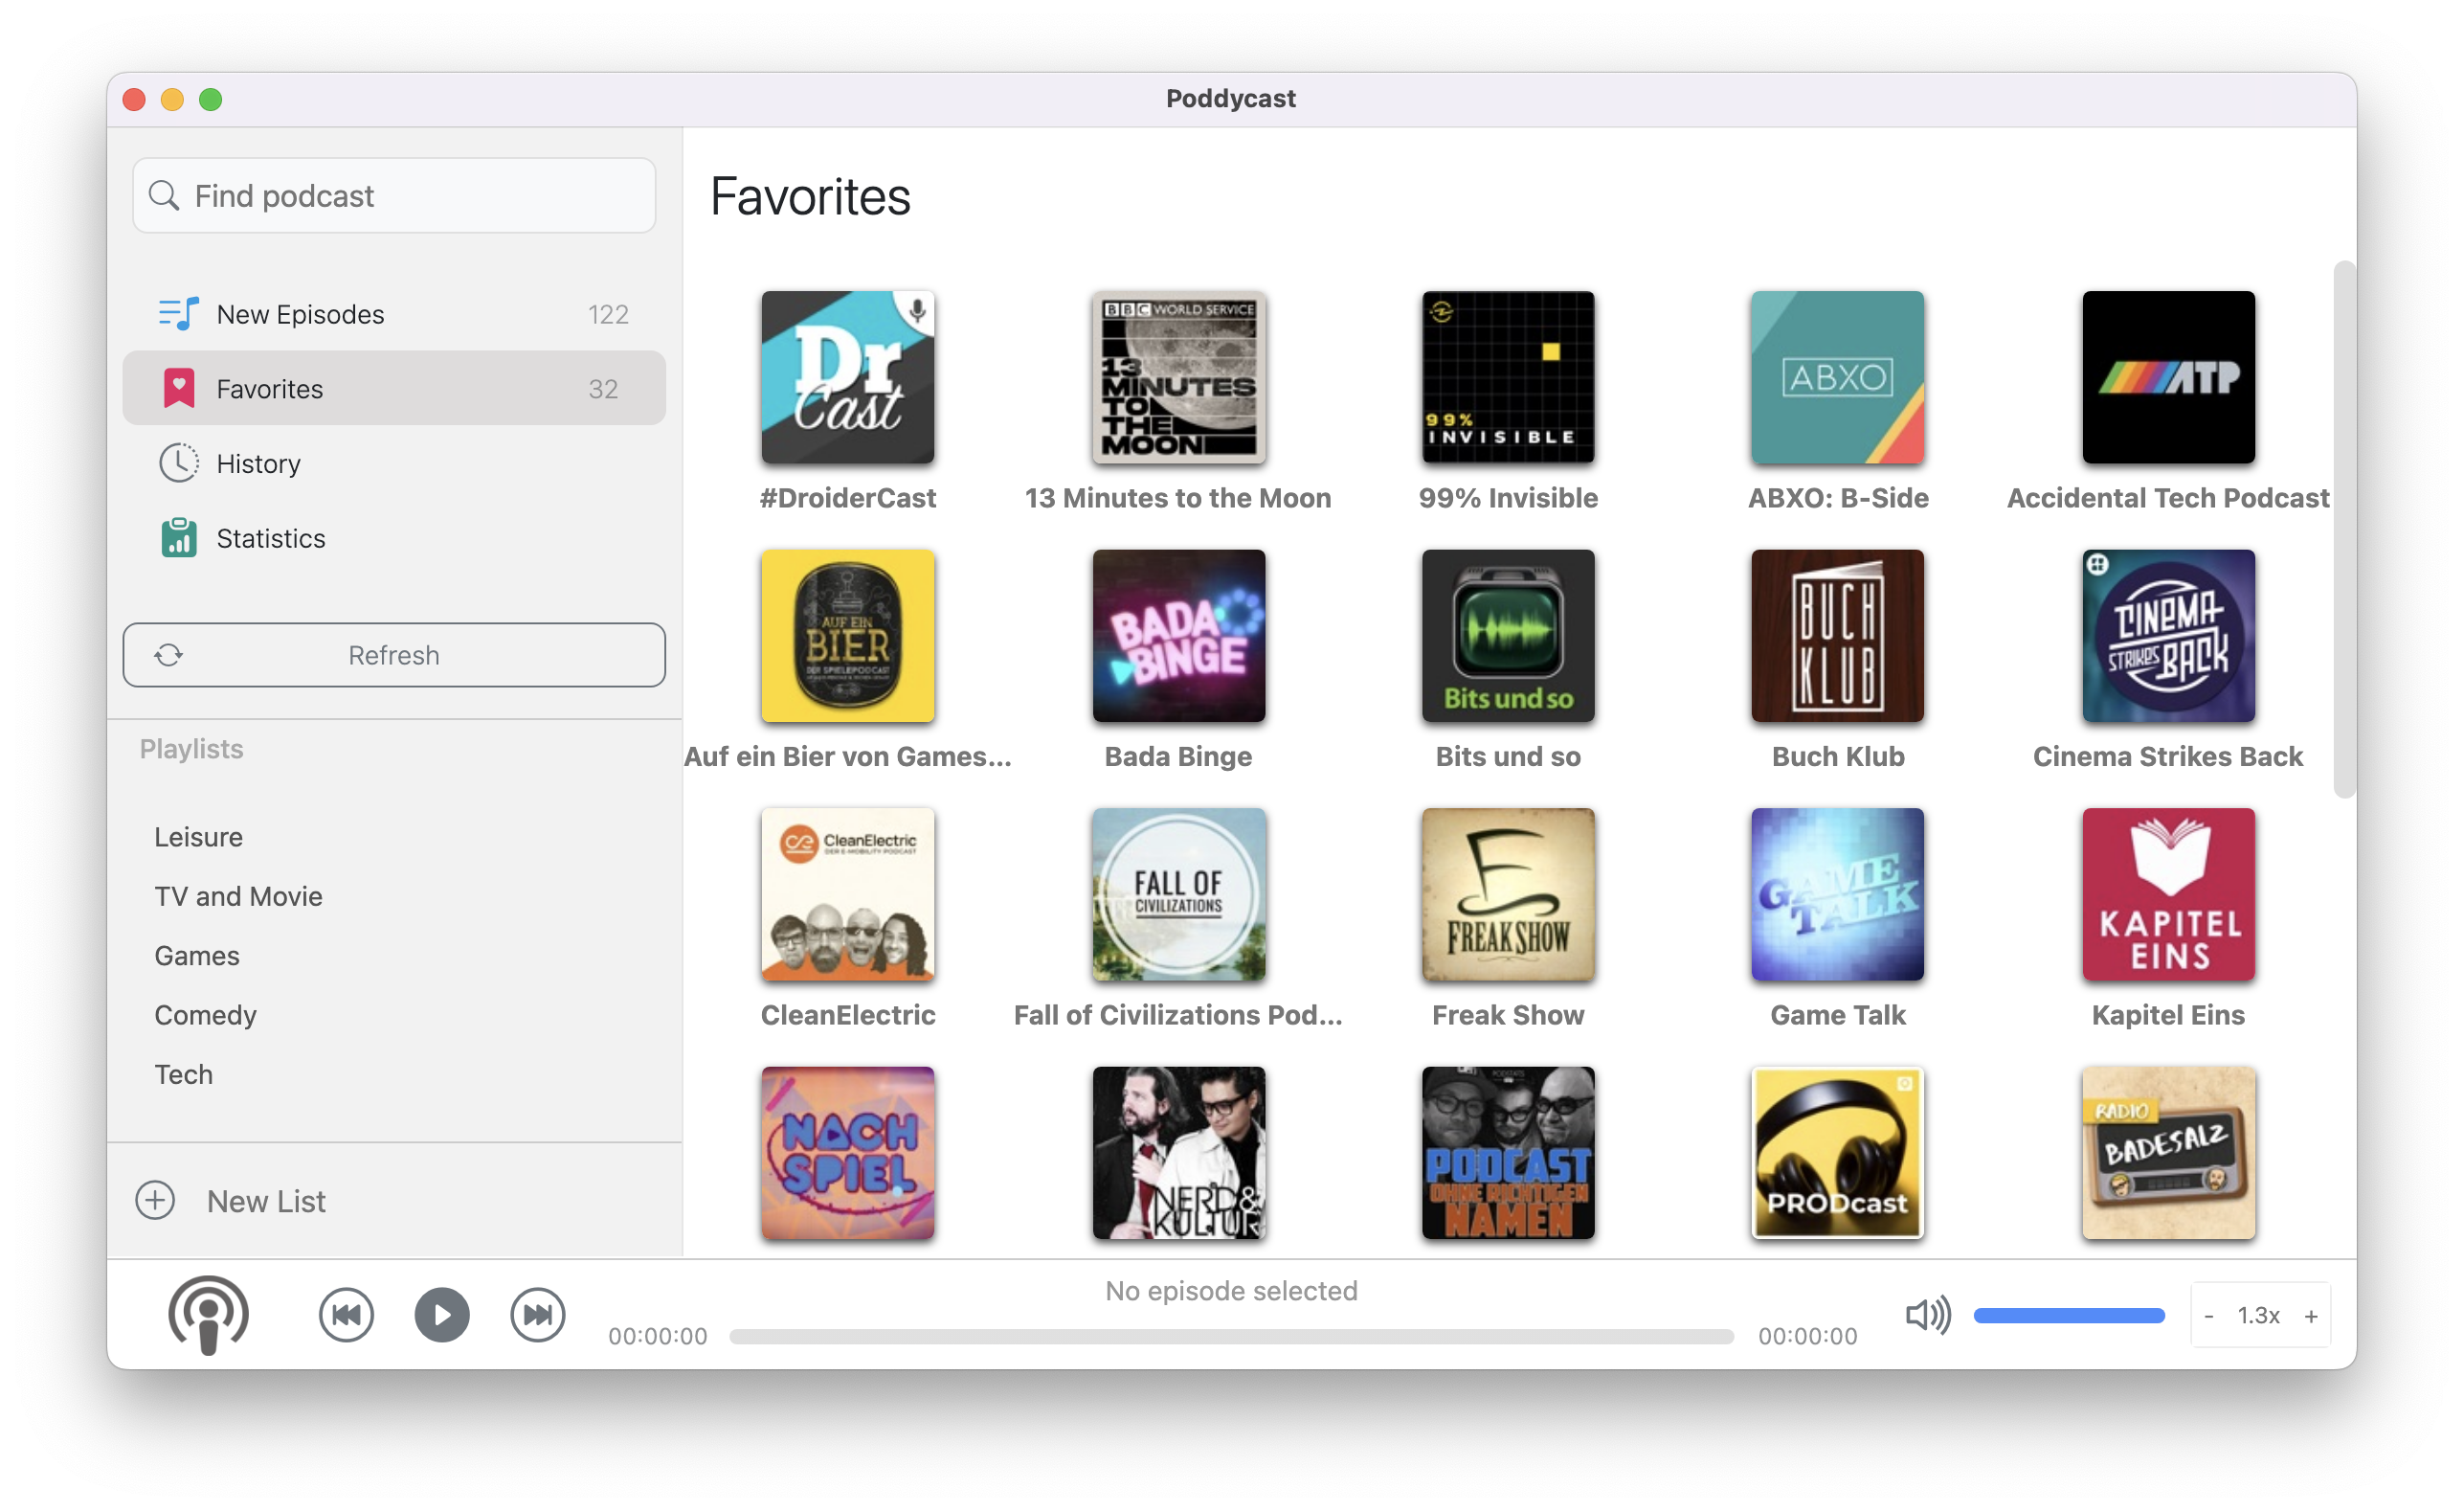 Poddycast
Find podcast
New Episodes 122
Favorites 32
History
Statistics
Refresh
Playlists
Leisure
TV and Movie
Games
Comedy
Tech
New List
Favorites
Dr
Cast
#DroiderCast
BBC WORLD SERVICE
13
MINUTES
TO
THE
MOON
13 Minutes to the Moon
99%
INVISIBLE
99% Invisible
ABXO
ABXO: B-Side
ATP
Accidental Tech Podcast
AUF EIN
BIER
DER SPIELEPODCAST
Auf ein Bier von Games...
BADA
BINGE
Bada Binge
Bits und so
Bits und so
BUCH
KLUB
Buch Klub
CINEMA
STRIKES BACK
Cinema Strikes Back
CleanElectric
DER E-MOBILITY PODCAST
CleanElectric
FALL OF
CIVILIZATIONS
Fall of Civilizations Pod...
FREAK SHOW
Freak Show
GAME
TALK
Game Talk
KAPITEL
EINS
Kapitel Eins
NACH
SPIEL
NERD&
KULTUR
PODCAST
OHNE RICHTIGEN
NAMEN
PRODcast
RADIO
BADESALZ
No episode selected
00:00:00
00:00:00
- 1.3x +